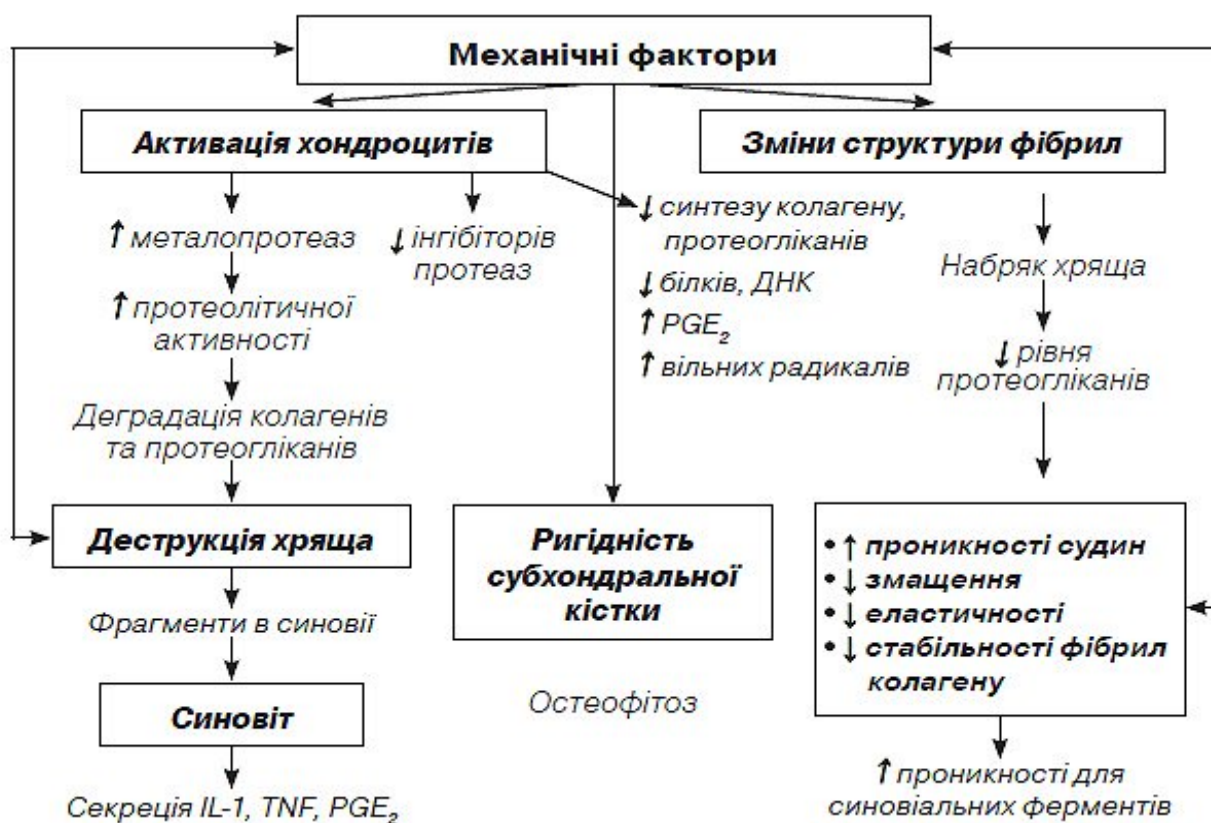 Механічні фактори
Активація хондроцитів
Зміни структури фібрил
↑ металопротеаз
↓ інгібіторів
протеаз
↓ синтезу колагену,
протеогліканів
↓ білків, ДНК
↑ PGE₂
↑ вільних радикалів
Набряк хряща
↑ протеолітичної
активності
↓ рівня
протеогліканів
Деградація колагенів
та протеогліканів
Деструкція хряща
Ригідність
субхондральної
кістки
• ↑ проникності судин
• ↓ змащення
• ↓ еластичності
• ↓ стабільності фібрил
колагену
Фрагменти в синовії
Остеофітоз
Синовіт
Секреція IL-1, TNF, PGE₂
↑ проникності для
синовіальних ферментів